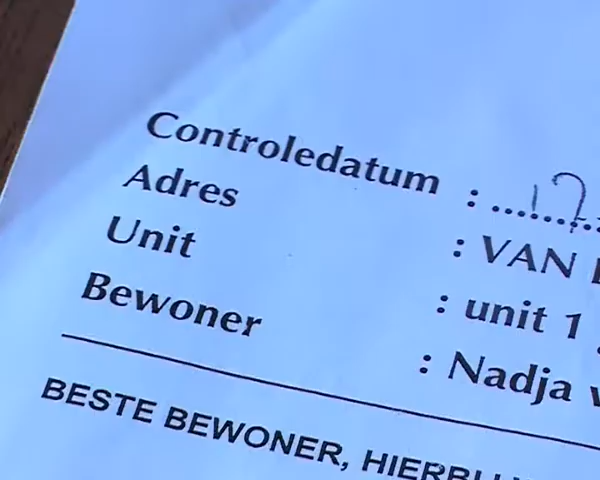 Controledatum : ...17...
Adres : VAN
Unit : unit 1
Bewoner : Nadja
BESTE BEWONER,